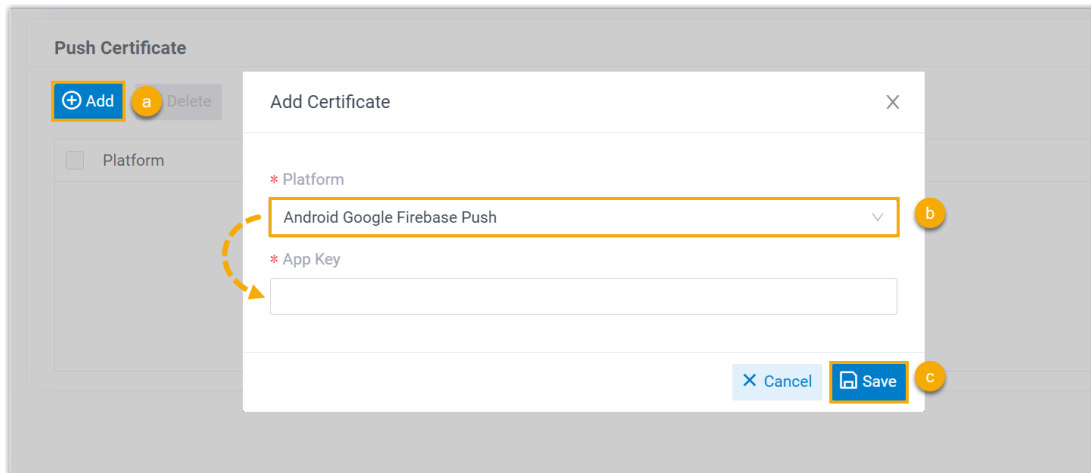 Push Certificate
Add a Delete
Add Certificate
Platform
* Platform
Android Google Firebase Push b
* App Key
Cancel Save c